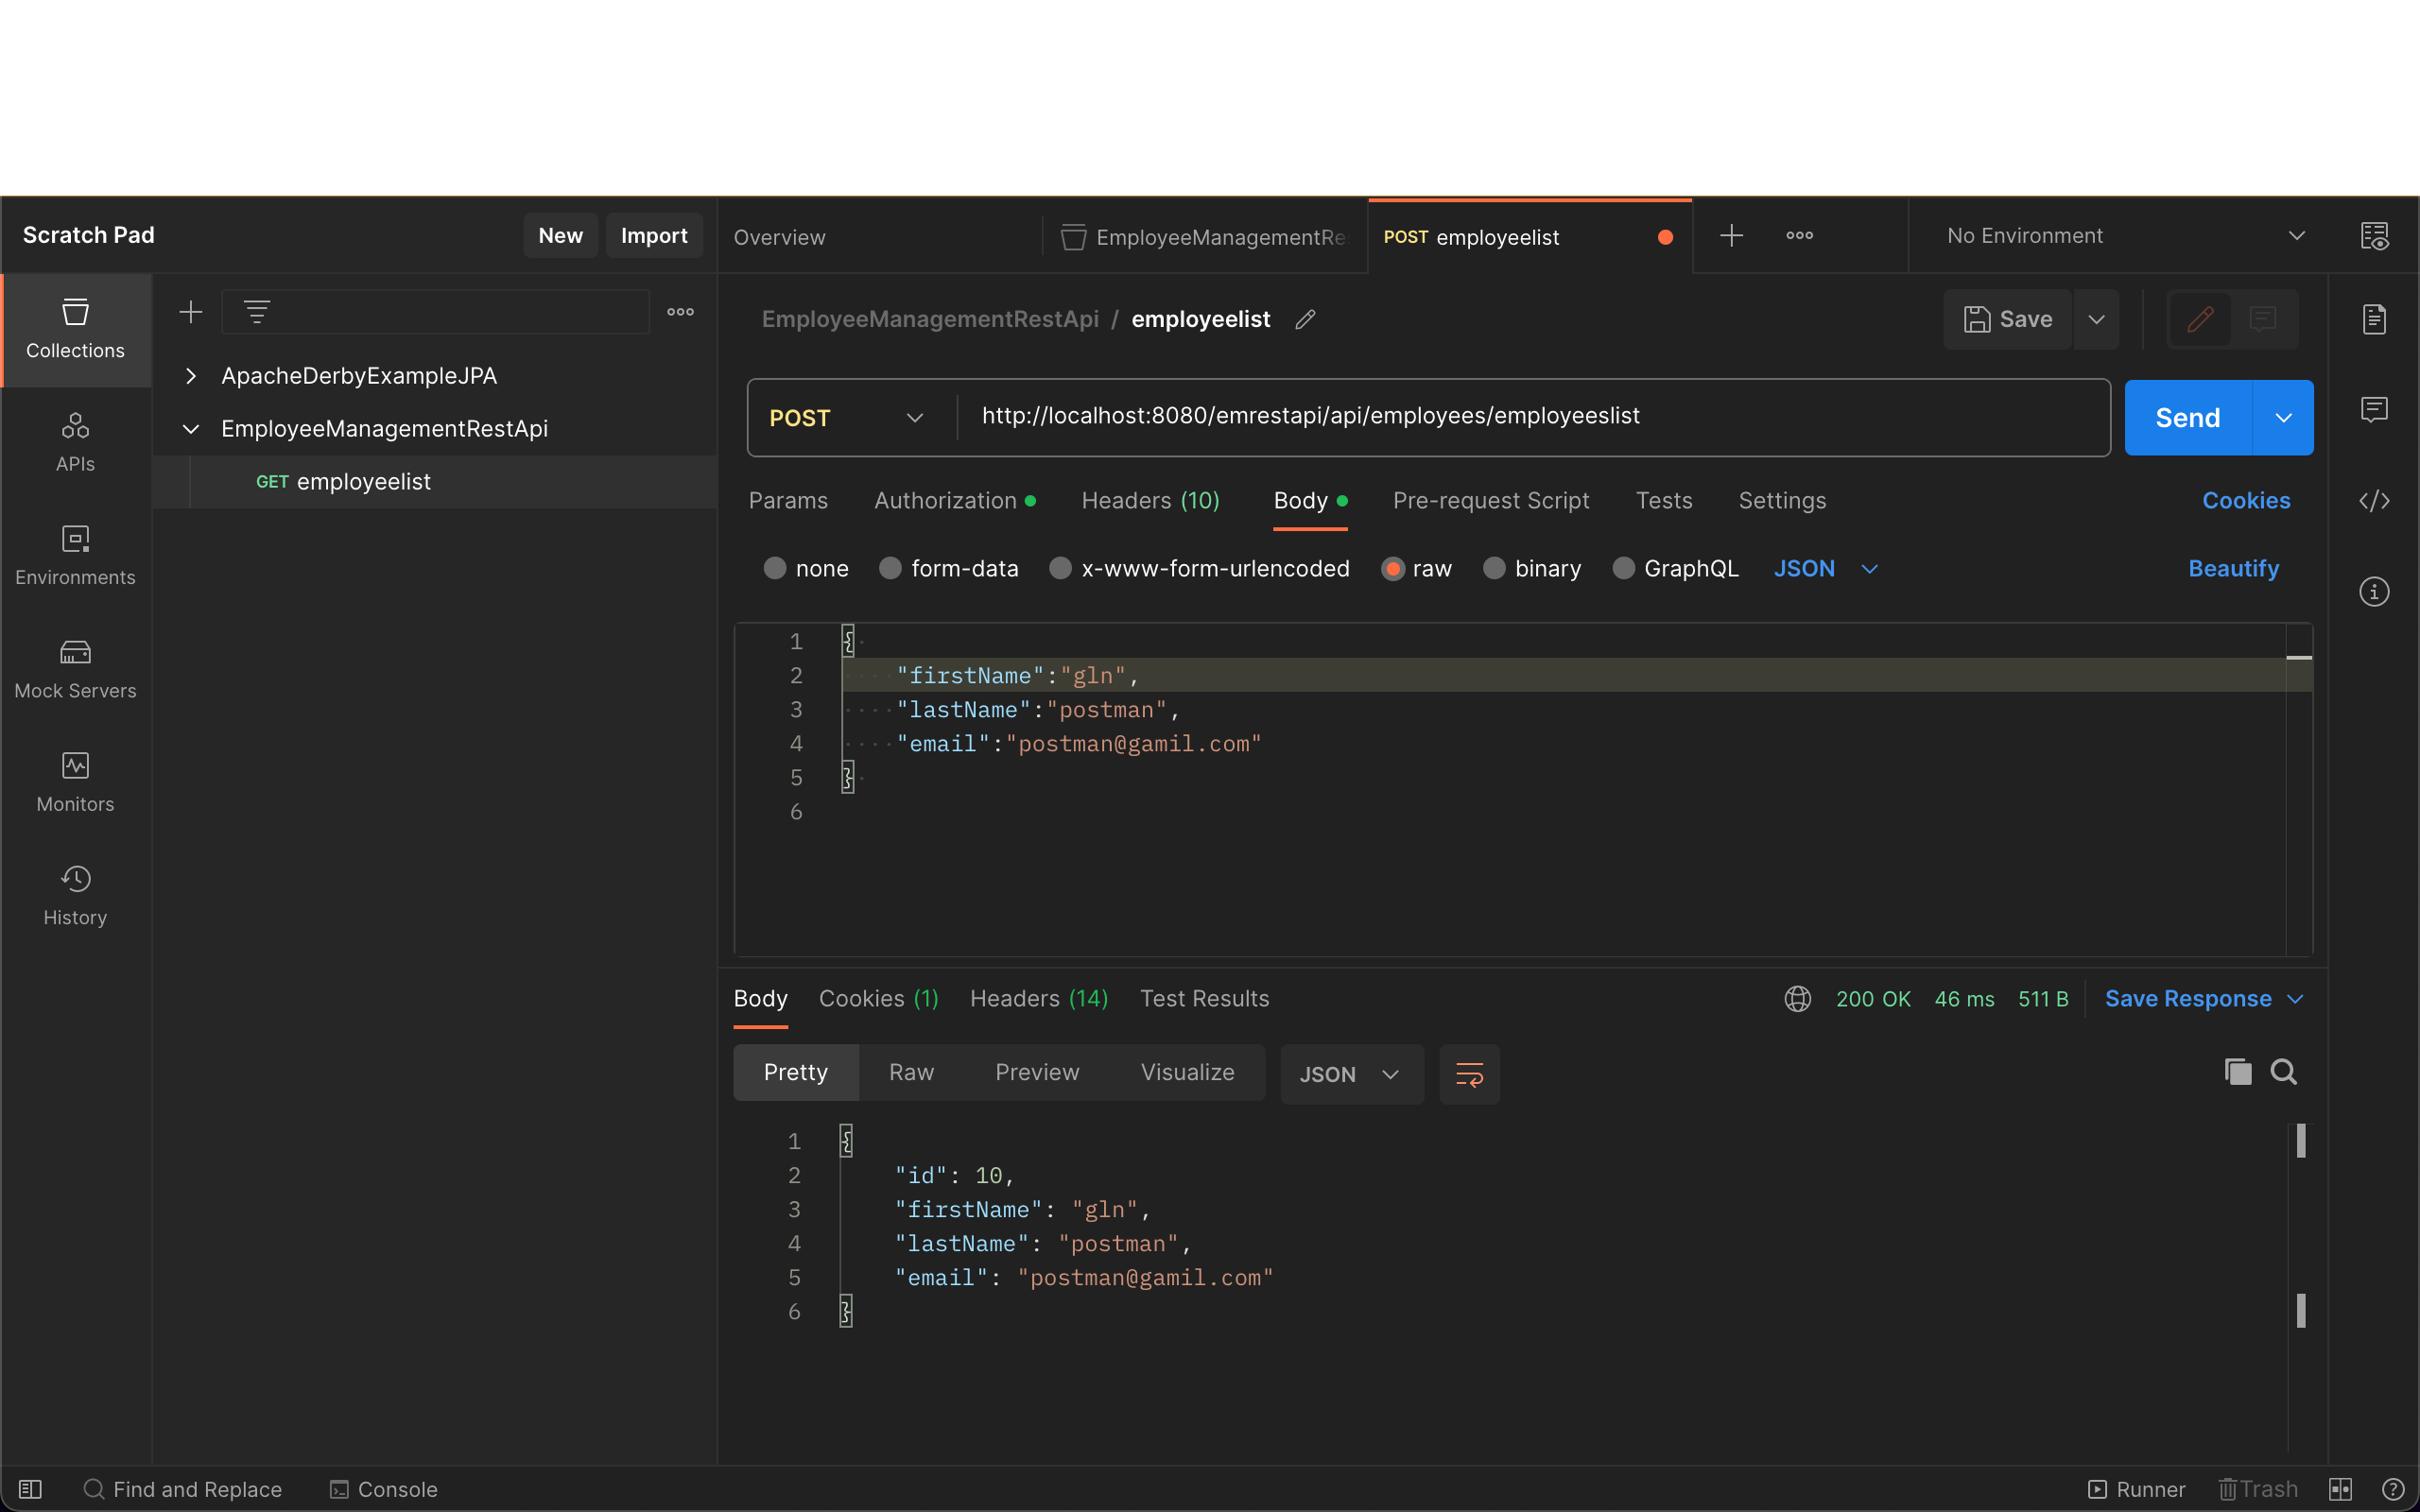 Scratch Pad
New
Import
Overview
EmployeeManagementRe
POST employeelist
No Environment
Collections
APIs
Environments
Mock Servers
Monitors
History
ApacheDerbyExampleJPA
EmployeeManagementRestApi
GET employeelist
EmployeeManagementRestApi / employeelist
Save
POST
http://localhost:8080/emrestapi/api/employees/employeeslist
Send
Params Authorization Headers (10) Body Pre-request Script Tests Settings Cookies
none form-data x-www-form-urlencoded raw binary GraphQL JSON Beautify
1 {
2 "firstName":"gln",
3 "lastName":"postman",
4 "email":"postman@gamil.com"
5 }
6
Body Cookies (1) Headers (14) Test Results 200 OK 46 ms 511 B Save Response
Pretty Raw Preview Visualize JSON
1 {
2 "id": 10,
3 "firstName": "gln",
4 "lastName": "postman",
5 "email": "postman@gamil.com"
6 }
Find and Replace Console Runner Trash